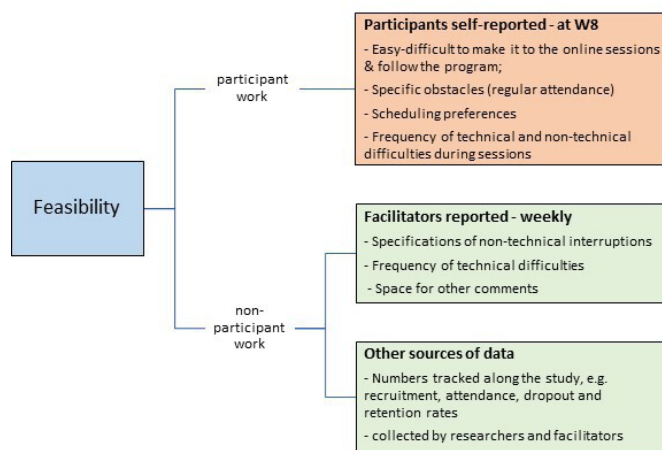 Participants self-reported - at W8
- Easy-difficult to make it to the online sessions
& follow the program;
- Specific obstacles (regular attendance)
- Scheduling preferences
- Frequency of technical and non-technical
difficulties during sessions
participant
work
Feasibility
Facilitators reported - weekly
- Specifications of non-technical interruptions
- Frequency of technical difficulties
- Space for other comments
non-
participant
work
Other sources of data
- Numbers tracked along the study, e.g.
recruitment, attendance, dropout and
retention rates
- collected by researchers and facilitators